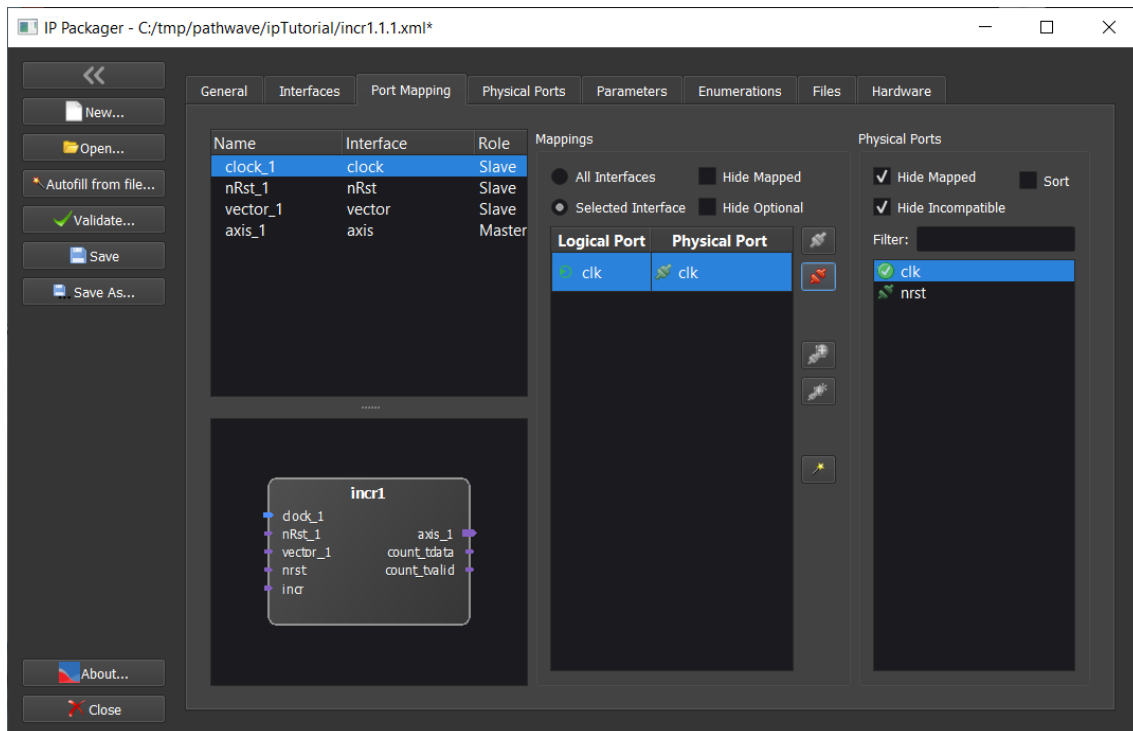 IP Packager - C:/tmp/pathwave/ipTutorial/incr1.1.1.xml*
New...
Open...
Autofill from file...
Validate...
Save
Save As...
About...
Close
General Interfaces Port Mapping Physical Ports Parameters Enumerations Files Hardware
Name Interface Role
clock_1 clock Slave
nRst_1 nRst Slave
vector_1 vector Slave
axis_1 axis Master
incr1
clock_1
nRst_1 axis_1
vector_1 count_tdata
nrst count_tvalid
incr
Mappings
All Interfaces Hide Mapped
Selected Interface Hide Optional
Logical Port Physical Port
clk clk
Physical Ports
Hide Mapped Sort
Hide Incompatible
Filter:
clk
nrst